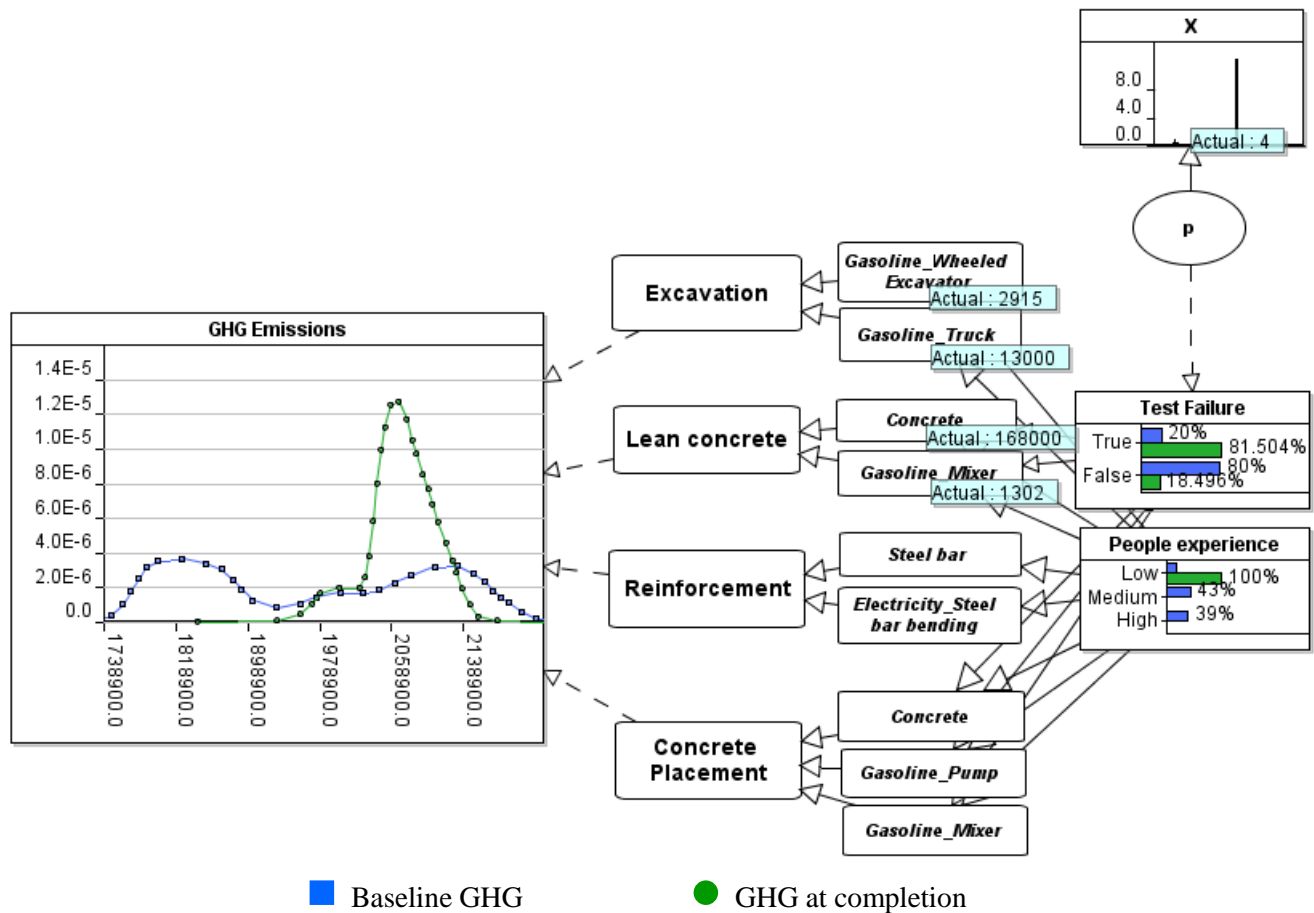 X
8.0
4.0
0.0
Actual : 4
p
Gasoline_Wheeled
Excavator
Actual : 2915
Excavation
Gasoline_Truck
Actual : 13000
GHG Emissions
1.4E-5
1.2E-5
1.0E-5
8.0E-6
6.0E-6
4.0E-6
2.0E-6
0.0
1738900.0
1818900.0
1898900.0
1978900.0
2058900.0
2138900.0
Lean concrete
Concrete
Actual : 168000
Gasoline_Mixer
Actual : 1302
Test Failure
True
20%
81.504%
False
80%
18.496%
People experience
Low
100%
Medium
43%
High
39%
Reinforcement
Steel bar
Electricity_Steel
bar bending
Concrete
Placement
Concrete
Gasoline_Pump
Gasoline_Mixer
Baseline GHG
GHG at completion